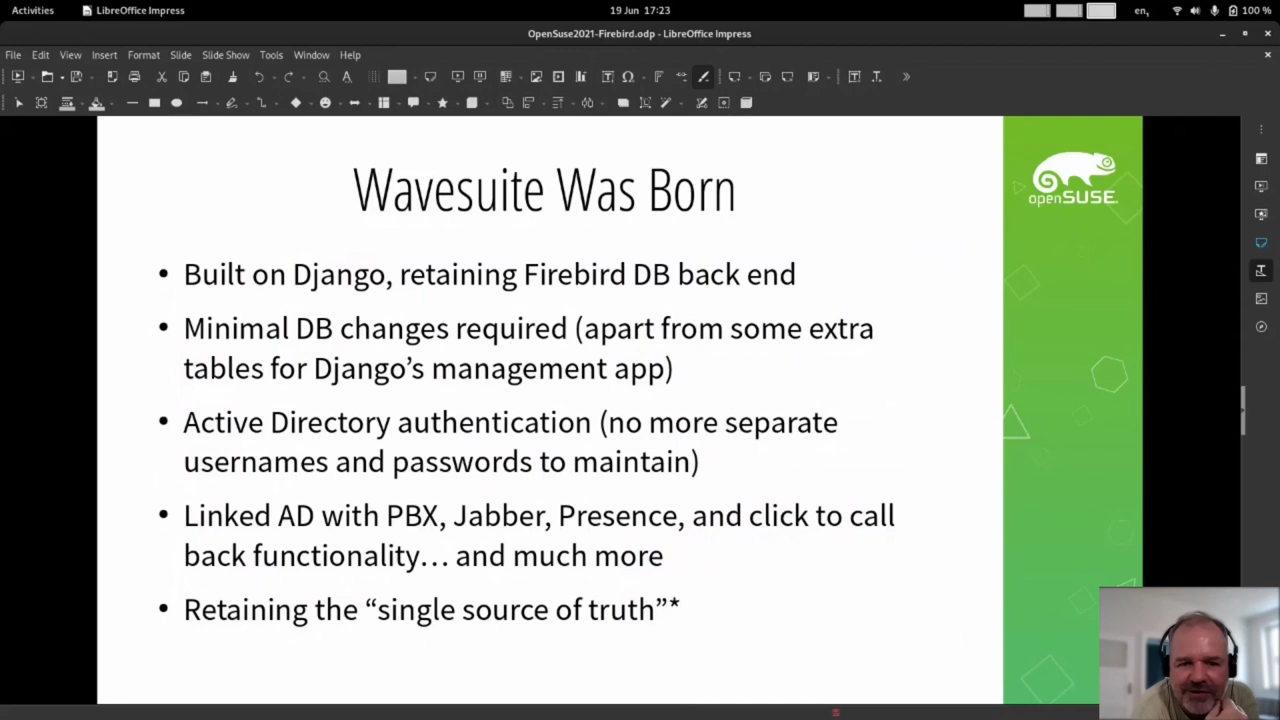 Activities LibreOffice Impress 19 Jun 17:23 en, 100 %
OpenSuse2021-Firebird.odp - LibreOffice Impress
File Edit View Insert Format Slide Slide Show Tools Window Help
Wavesuite Was Born
openSUSE
• Built on Django, retaining Firebird DB back end
• Minimal DB changes required (apart from some extra
tables for Django’s management app)
• Active Directory authentication (no more separate
usernames and passwords to maintain)
• Linked AD with PBX, Jabber, Presence, and click to call
back functionality… and much more
• Retaining the “single source of truth”*